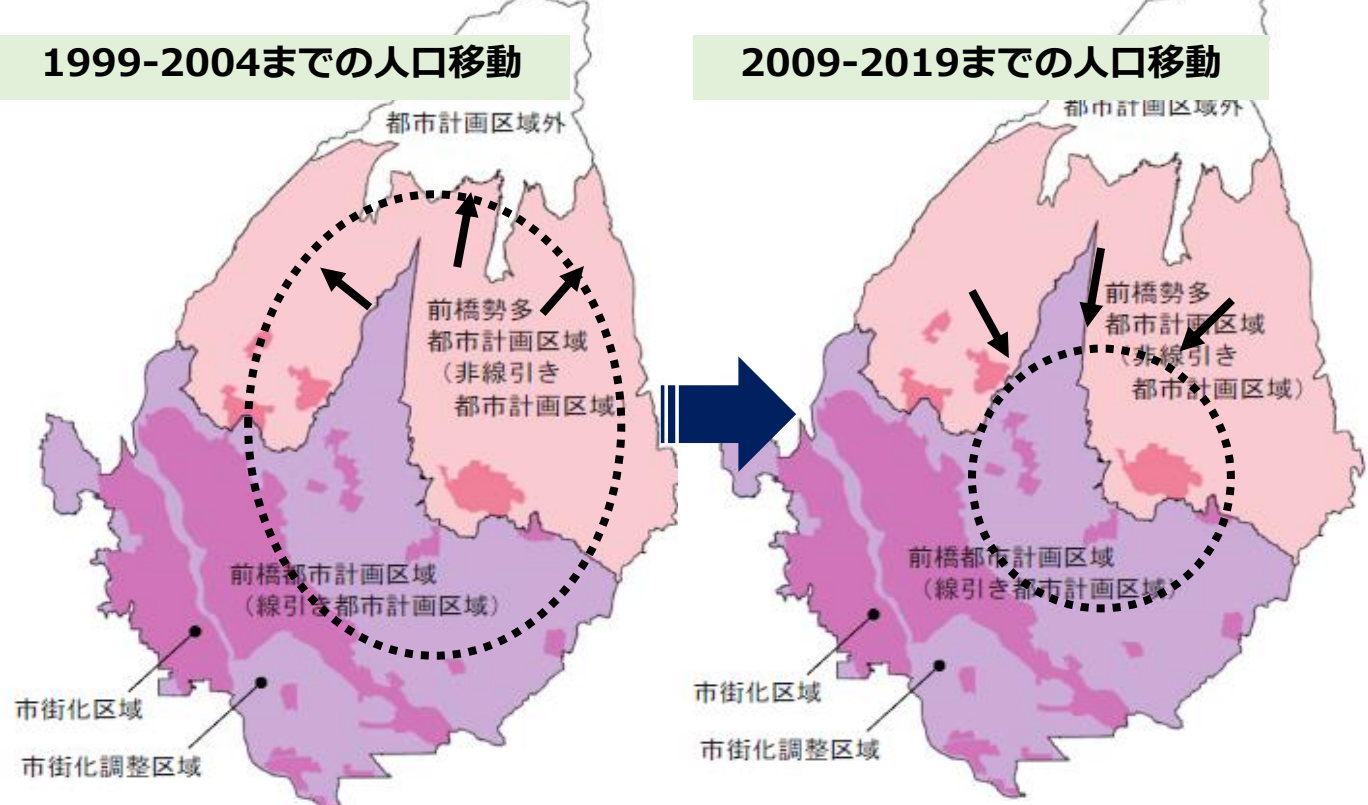 1999-2004までの人口移動
都市計画区域外
前橋勢多
都市計画区域
（非線引き
都市計画区域）
前橋都市計画区域
（線引き都市計画区域）
市街化区域
市街化調整区域
2009-2019までの人口移動
都市計画区域外
前橋勢多
都市計画区域
（非線引き
都市計画区域）
前橋都市計画区域
（線引き都市計画区域）
市街化区域
市街化調整区域